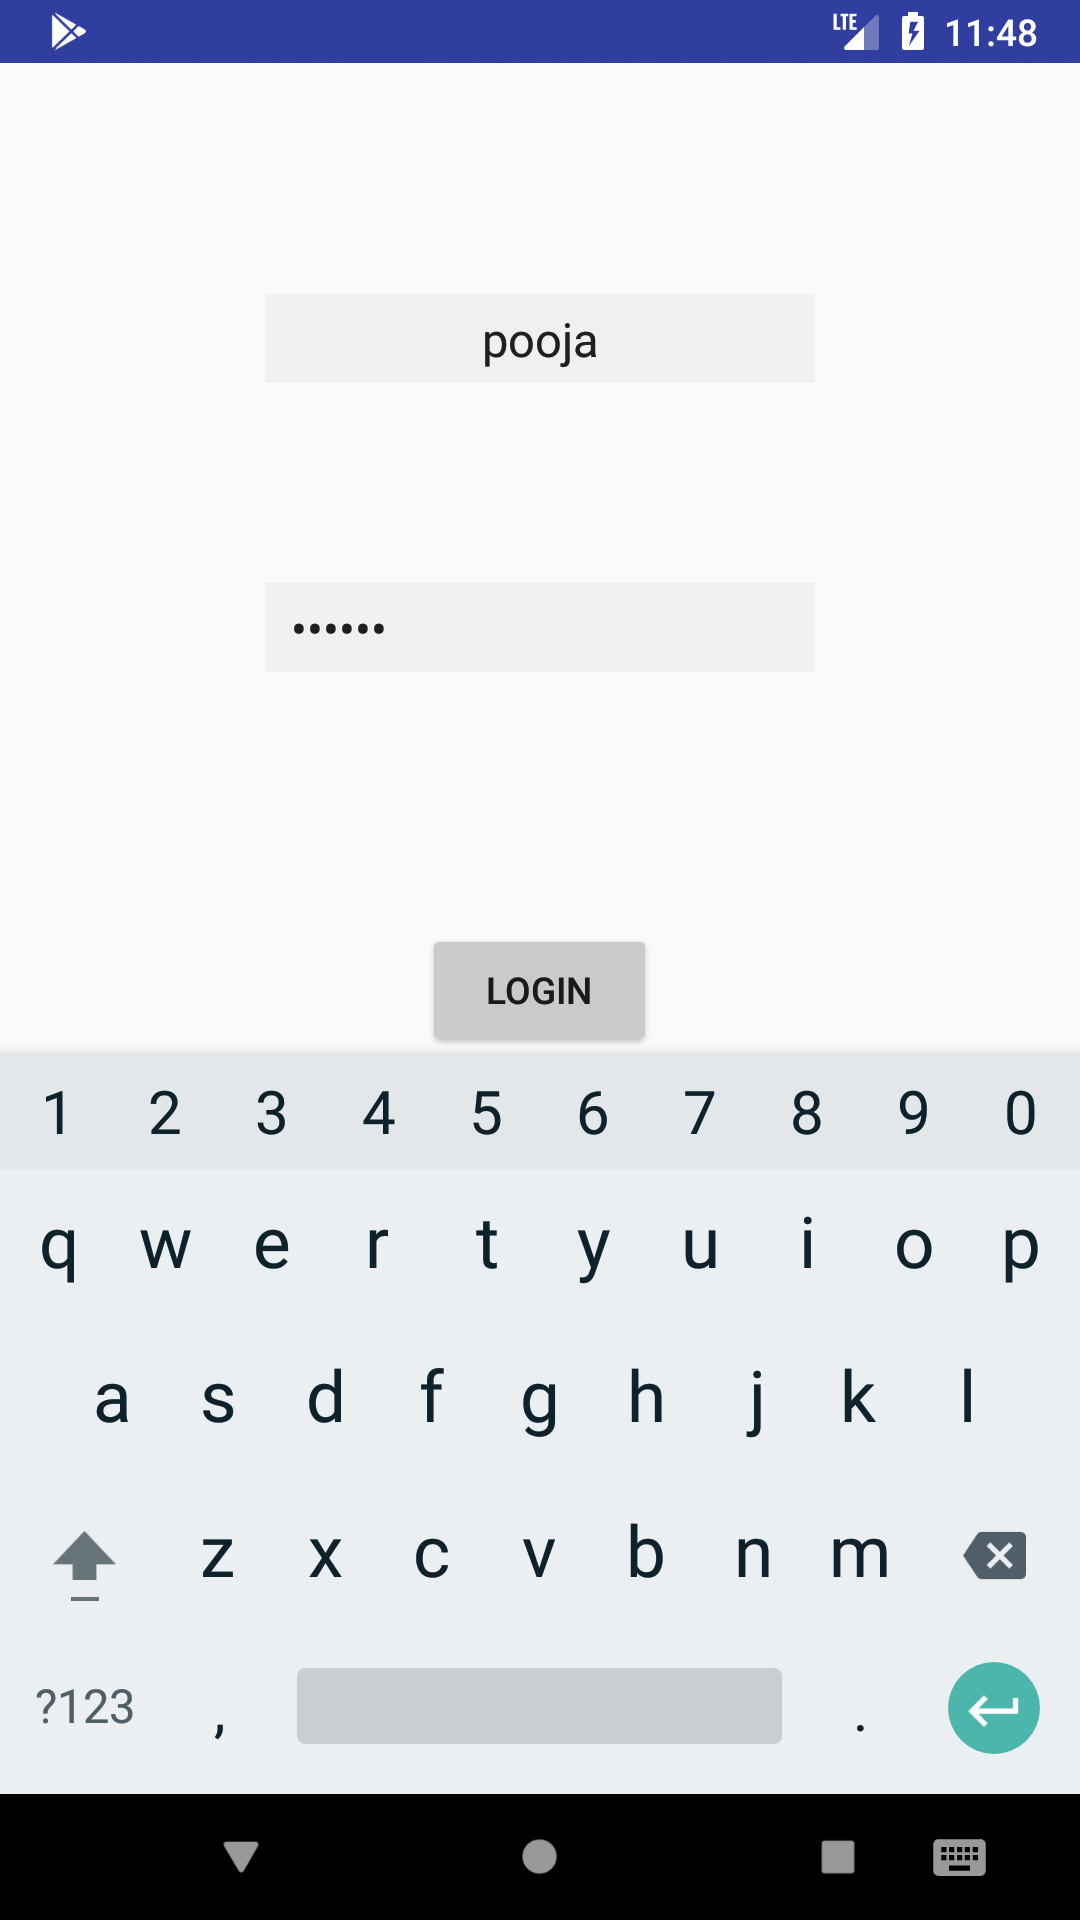 LTE 11:48
pooja
••••••
LOGIN
1 2 3 4 5 6 7 8 9 0
q w e r t y u i o p
a s d f g h j k l
z x c v b n m
?123 , .